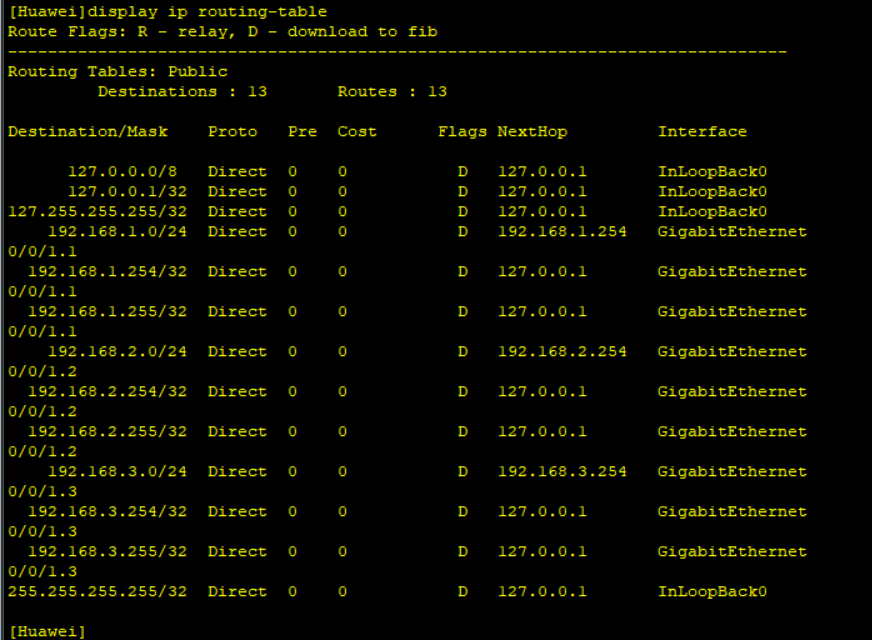 [Huawei]display ip routing-table
Route Flags: R - relay, D - download to fib
------------------------------------------------------------------------------
Routing Tables: Public
         Destinations : 13       Routes : 13

Destination/Mask    Proto   Pre  Cost      Flags NextHop         Interface

      127.0.0.0/8   Direct  0    0           D   127.0.0.1       InLoopBack0
      127.0.0.1/32  Direct  0    0           D   127.0.0.1       InLoopBack0
127.255.255.255/32  Direct  0    0           D   127.0.0.1       InLoopBack0
    192.168.1.0/24  Direct  0    0           D   192.168.1.254   GigabitEthernet
0/0/1.1
  192.168.1.254/32  Direct  0    0           D   127.0.0.1       GigabitEthernet
0/0/1.1
  192.168.1.255/32  Direct  0    0           D   127.0.0.1       GigabitEthernet
0/0/1.1
    192.168.2.0/24  Direct  0    0           D   192.168.2.254   GigabitEthernet
0/0/1.2
  192.168.2.254/32  Direct  0    0           D   127.0.0.1       GigabitEthernet
0/0/1.2
  192.168.2.255/32  Direct  0    0           D   127.0.0.1       GigabitEthernet
0/0/1.2
    192.168.3.0/24  Direct  0    0           D   192.168.3.254   GigabitEthernet
0/0/1.3
  192.168.3.254/32  Direct  0    0           D   127.0.0.1       GigabitEthernet
0/0/1.3
  192.168.3.255/32  Direct  0    0           D   127.0.0.1       GigabitEthernet
0/0/1.3
255.255.255.255/32  Direct  0    0           D   127.0.0.1       InLoopBack0

[Huawei]